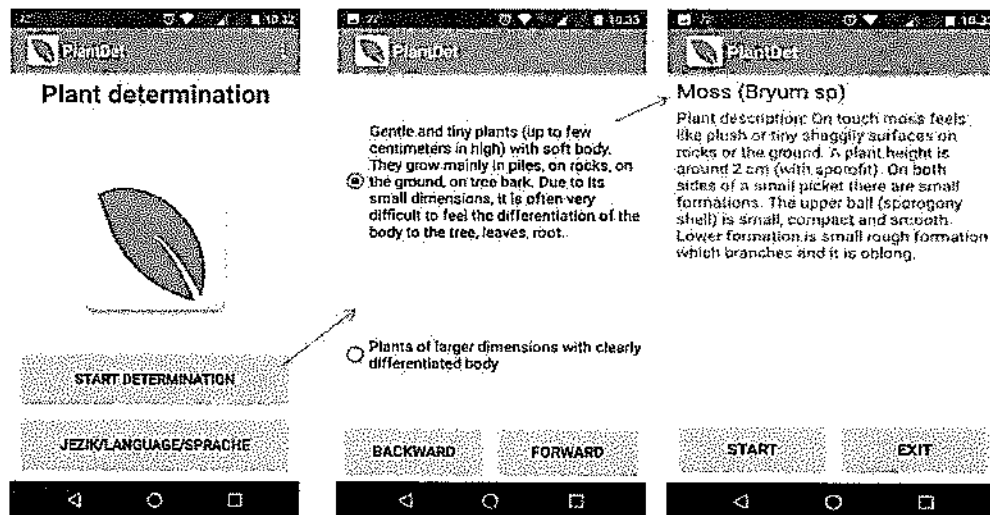 10:32
PlantDet
Plant determination
START DETERMINATION
JEZIK/LANGUAGE/SPRACHE
10:33
PlantDet
Gentle and tiny plants (up to few
centimeters in high) with soft body.
They grow mainly in piles, on rocks, on
the ground, on tree bark. Due to its
small dimensions, it is often very
difficult to feel the differentiation of the
body to the tree, leaves, root.
Plants of larger dimensions with clearly
differentiated body
BACKWARD
FORWARD
PlantDet
Moss (Bryum sp)
Plant description: On touch moss feels
like plush or tiny shaggily surfaces on
rocks or the ground. A plant height is
around 2 cm (with sporofit). On both
sides of a small picket there are small
formations. The upper ball (sporogony
shell) is small, compact and smooth.
Lower formation is small rough formation
which branches and it is oblong.
START
EXIT